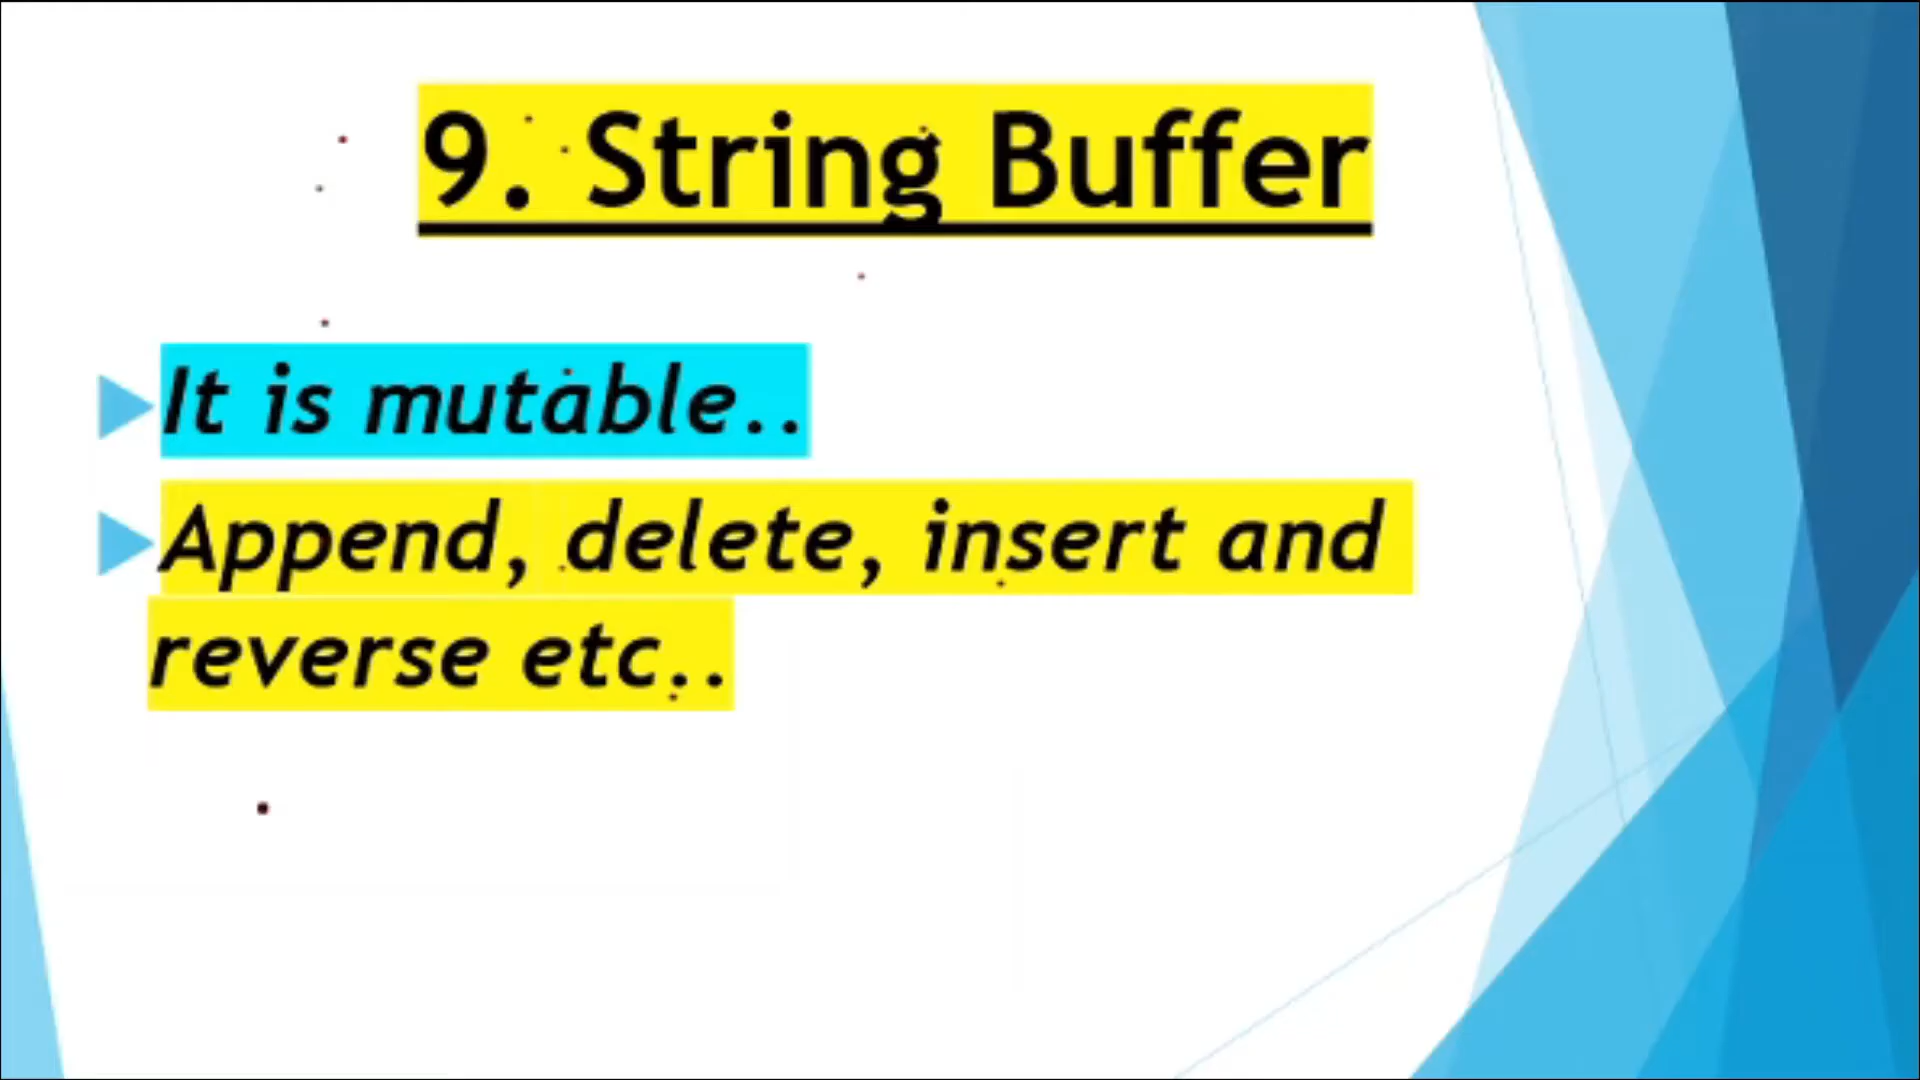 9. String Buffer
It is mutable..
Append, delete, insert and
reverse etc..